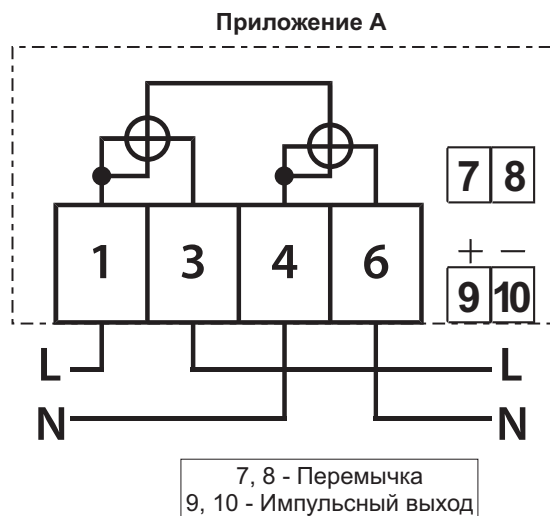 Приложение А
7 8
1 3 4 6
+ −
9 10
L L
N N
7, 8 - Перемычка
9, 10 - Импульсный выход